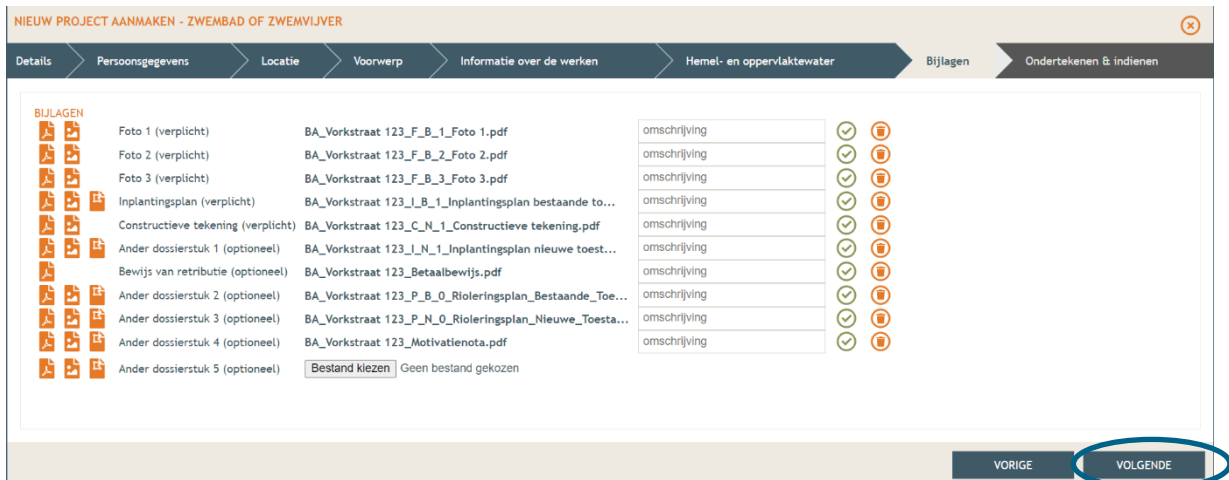 NIEUW PROJECT AANMAKEN - ZWEMBAD OF ZWEMVIJVER
Details Persoonsgegevens Locatie Voorwerp Informatie over de werken Hemel- en oppervlaktewater Bijlagen Ondertekenen & indienen
BIJLAGEN
Foto 1 (verplicht) BA_Vorkstraat 123_F_B_1_Foto 1.pdf omschrijving
Foto 2 (verplicht) BA_Vorkstraat 123_F_B_2_Foto 2.pdf omschrijving
Foto 3 (verplicht) BA_Vorkstraat 123_F_B_3_Foto 3.pdf omschrijving
Inplantingsplan (verplicht) BA_Vorkstraat 123_I_B_1_Inplantingsplan bestaande to... omschrijving
Constructieve tekening (verplicht) BA_Vorkstraat 123_C_N_1_Constructieve tekening.pdf omschrijving
Ander dossierstuk 1 (optioneel) BA_Vorkstraat 123_I_N_1_Inplantingsplan nieuwe toest... omschrijving
Bewijs van retributie (optioneel) BA_Vorkstraat 123_Betaalbewijs.pdf omschrijving
Ander dossierstuk 2 (optioneel) BA_Vorkstraat 123_P_B_0_Rioleringsplan_Bestaande_Toe... omschrijving
Ander dossierstuk 3 (optioneel) BA_Vorkstraat 123_P_N_0_Rioleringsplan_Nieuwe_Toesta... omschrijving
Ander dossierstuk 4 (optioneel) BA_Vorkstraat 123_Motivatienota.pdf omschrijving
Ander dossierstuk 5 (optioneel) Bestand kiezen Geen bestand gekozen
VORIGE VOLGENDE